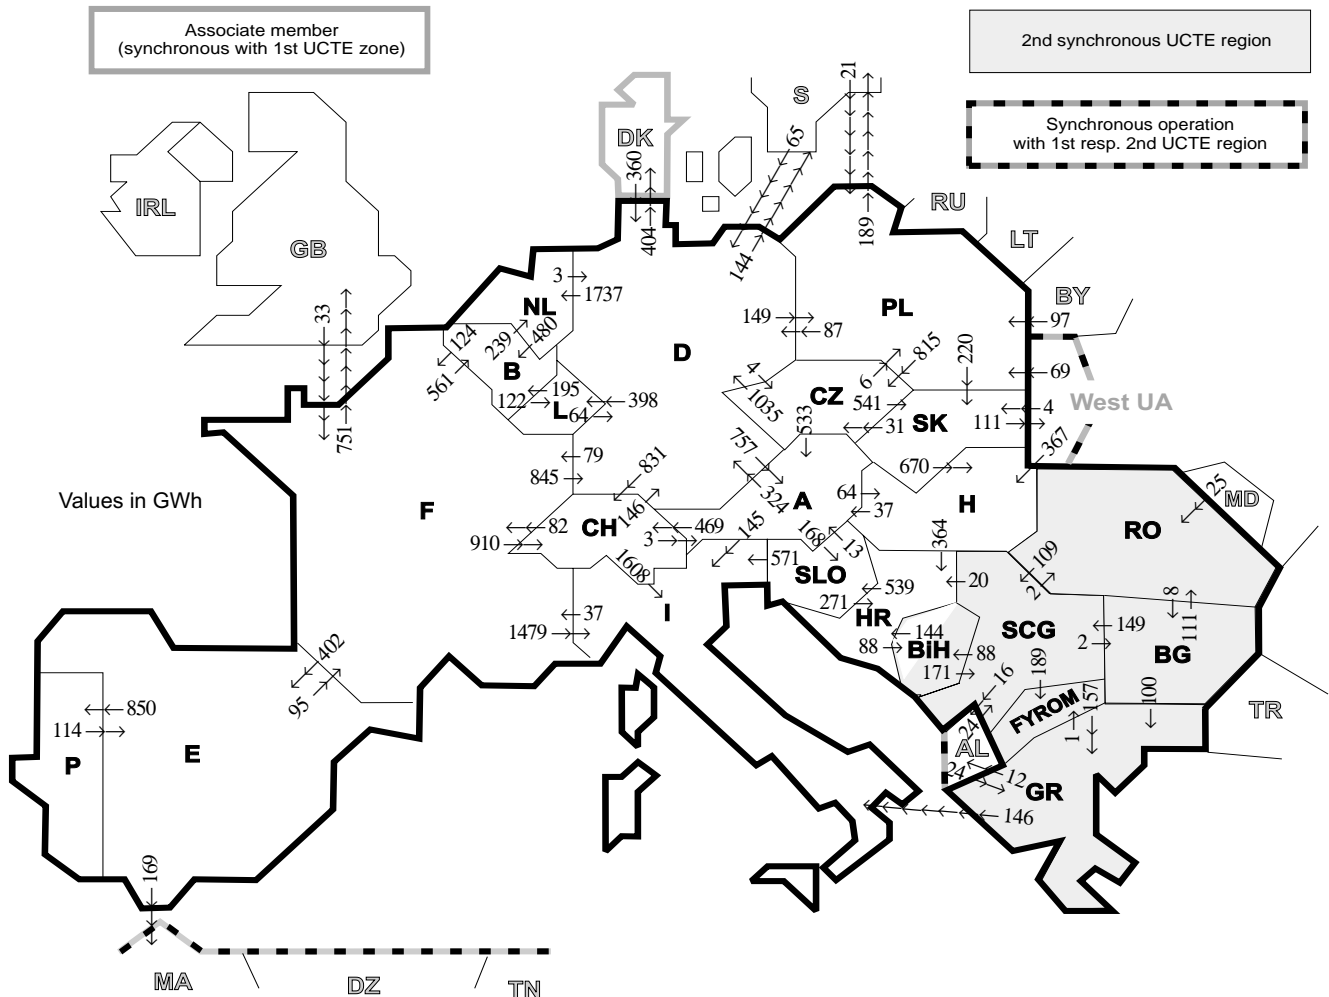 Associate member
(synchronous with 1st UCTE zone)
2nd synchronous UCTE region
Synchronous operation
with 1st resp. 2nd UCTE region
S
21
65
DK
360
404
144
189
IRL
GB
RU
LT
BY
33
751
3
1737
NL
124
239
480
561
B
122
195
L
64
398
D
149
87
PL
97
815
220
6
69
4
1035
CZ
541
31
SK
West UA
4
111
367
533
757
324
79
845
831
146
670
Values in GWh
F
A
64
37
H
25
MD
RO
82
910
CH
469
3
145
168
13
364
109
2
1608
571
SLO
539
271
20
8
111
I
37
1479
HR
144
88
BiH
88
171
SCG
149
2
BG
402
95
189
16
157
100
TR
850
114
P
E
FYROM
24
AL
1
24
12
GR
146
169
MA
DZ
TN